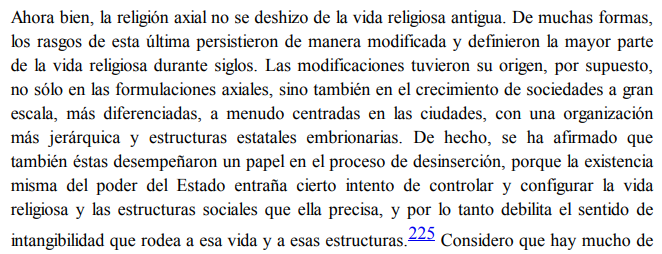 Ahora bien, la religión axial no se deshizo de la vida religiosa antigua. De muchas formas,
los rasgos de esta última persistieron de manera modificada y definieron la mayor parte
de la vida religiosa durante siglos. Las modificaciones tuvieron su origen, por supuesto,
no sólo en las formulaciones axiales, sino también en el crecimiento de sociedades a gran
escala, más diferenciadas, a menudo centradas en las ciudades, con una organización
más jerárquica y estructuras estatales embrionarias. De hecho, se ha afirmado que
también éstas desempeñaron un papel en el proceso de desinserción, porque la existencia
misma del poder del Estado entraña cierto intento de controlar y configurar la vida
religiosa y las estructuras sociales que ella precisa, y por lo tanto debilita el sentido de
intangibilidad que rodea a esa vida y a esas estructuras.225 Considero que hay mucho de